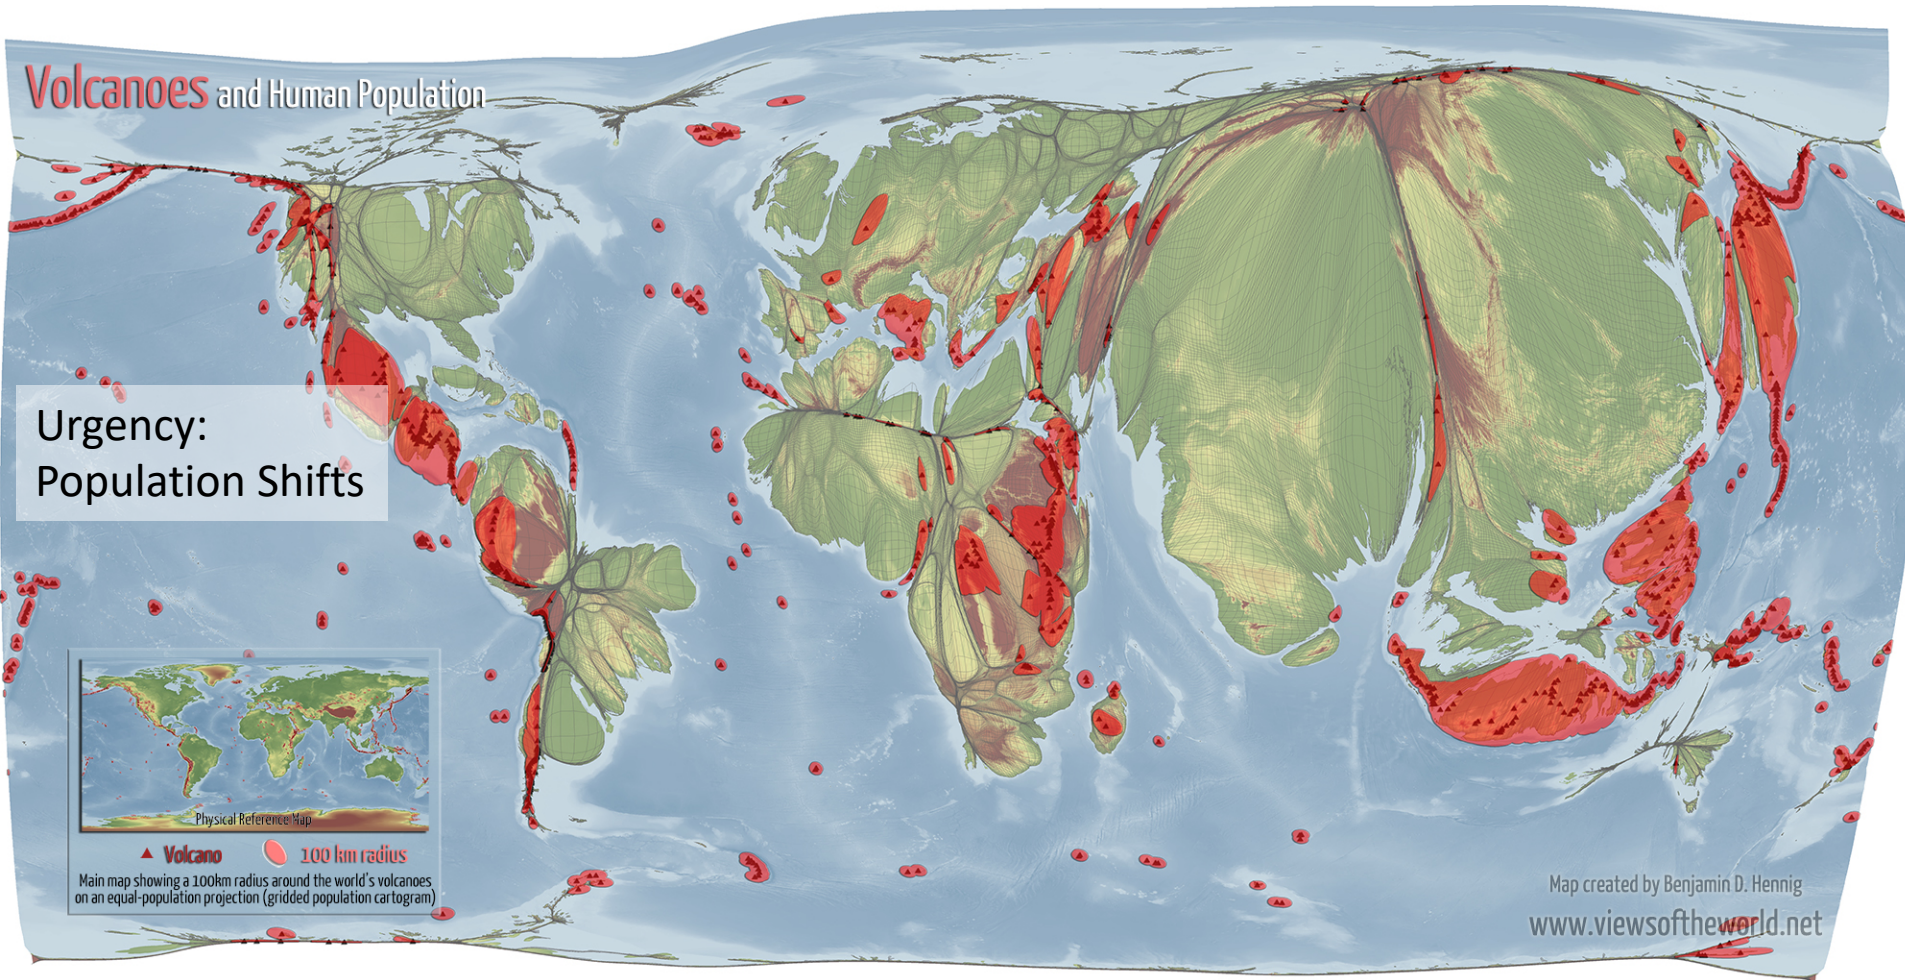 Volcanoes and Human Population
Urgency:
Population Shifts
Physical Reference Map
Volcano
100 km radius
Main map showing a 100km radius around the world's volcanoes
on an equal-population projection (gridded population cartogram)
Map created by Benjamin D. Hennig
www.viewsoftheworld.net